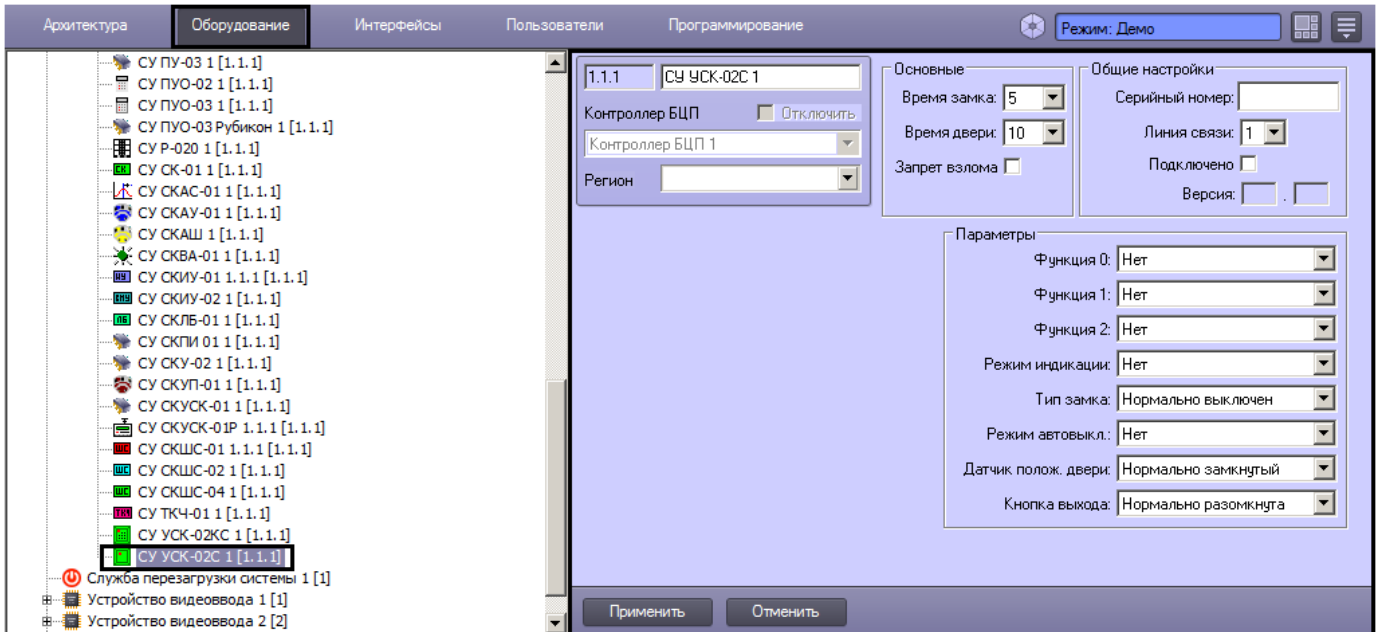 Архитектура Оборудование Интерфейсы Пользователи Программирование Режим: Демо
СУ ПУ-03 1 [1.1.1]
СУ ПУО-02 1 [1.1.1]
СУ ПУО-03 1 [1.1.1]
СУ ПУО-03 Рубикон 1 [1.1.1]
СУ Р-020 1 [1.1.1]
СК СУ СК-01 1 [1.1.1]
СУ СКАС-01 1 [1.1.1]
СУ СКАУ-01 1 [1.1.1]
СУ СКАШ 1 [1.1.1]
СУ СКВА-01 1 [1.1.1]
ИУ СУ СКИУ-01 1.1.1 [1.1.1]
СУ СКИУ-02 1 [1.1.1]
ЛБ СУ СКЛБ-01 1 [1.1.1]
СУ СКПИ 01 1 [1.1.1]
СУ СКУ-02 1 [1.1.1]
СУ СКУП-01 1 [1.1.1]
СУ СКУСК-01 1 [1.1.1]
СУ СКУСК-01Р 1.1.1 [1.1.1]
ШС СУ СКШС-01 1.1.1 [1.1.1]
ШС СУ СКШС-02 1 [1.1.1]
ШС СУ СКШС-04 1 [1.1.1]
ТКЧ СУ ТКЧ-01 1 [1.1.1]
СУ УСК-02КС 1 [1.1.1]
СУ УСК-02С 1 [1.1.1]
Служба перезагрузки системы 1 [1]
Устройство видеоввода 1 [1]
Устройство видеоввода 2 [2]
1.1.1 СУ УСК-02С 1
Контроллер БЦП Отключить
Контроллер БЦП 1
Регион
Основные
Время замка: 5
Время двери: 10
Запрет взлома
Общие настройки
Серийный номер:
Линия связи: 1
Подключено
Версия: .
Параметры
Функция 0: Нет
Функция 1: Нет
Функция 2: Нет
Режим индикации: Нет
Тип замка: Нормально выключен
Режим автовыкл.: Нет
Датчик полож. двери: Нормально замкнутый
Кнопка выхода: Нормально разомкнута
Применить Отменить